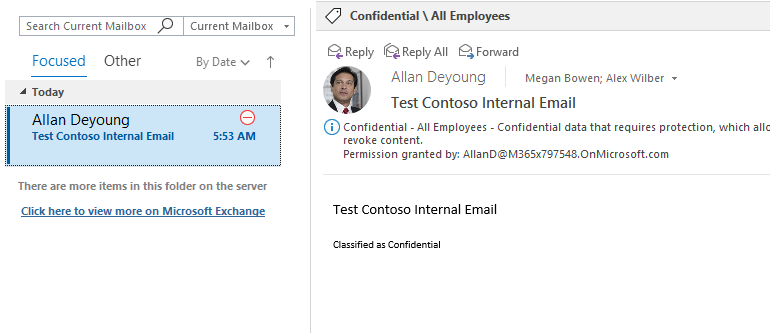 Search Current Mailbox
Current Mailbox
Focused Other By Date
Today
Allan Deyoung
Test Contoso Internal Email 5:53 AM
There are more items in this folder on the server
Click here to view more on Microsoft Exchange
Confidential \ All Employees
Reply Reply All Forward
Allan Deyoung Megan Bowen; Alex Wilber
Test Contoso Internal Email
Confidential - All Employees - Confidential data that requires protection, which allo
revoke content.
Permission granted by: AllanD@M365x797548.OnMicrosoft.com
Test Contoso Internal Email
Classified as Confidential